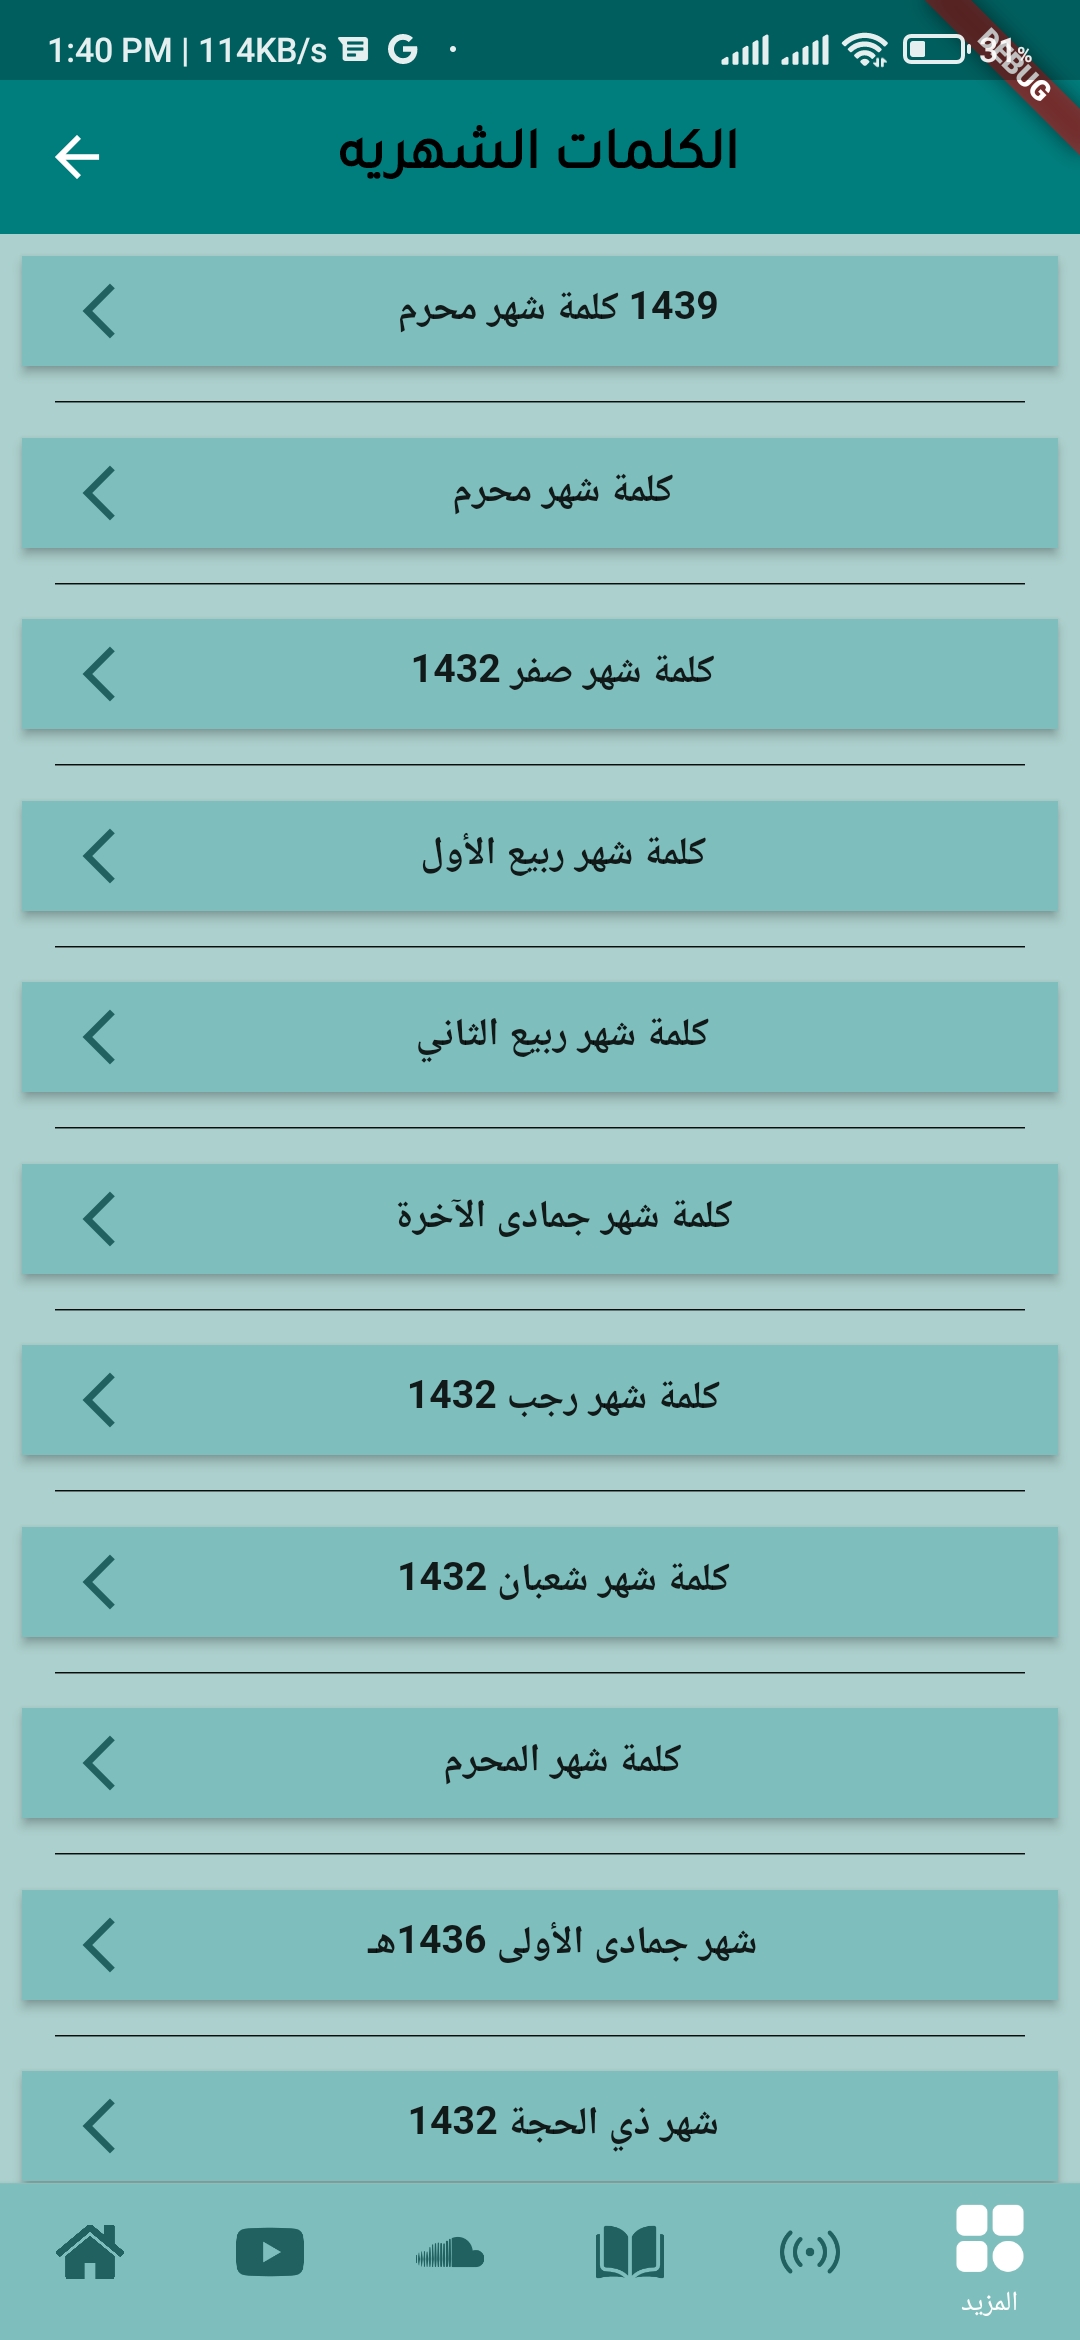 1:40 PM | 114KB/s
31%
DEBUG
الكلمات الشهريه
1439 كلمة شهر محرم
كلمة شهر محرم
كلمة شهر صفر 1432
كلمة شهر ربيع الأول
كلمة شهر ربيع الثاني
كلمة شهر جمادى الآخرة
كلمة شهر رجب 1432
كلمة شهر شعبان 1432
كلمة شهر المحرم
شهر جمادى الأولى 1436هـ
شهر ذي الحجة 1432
المزيد